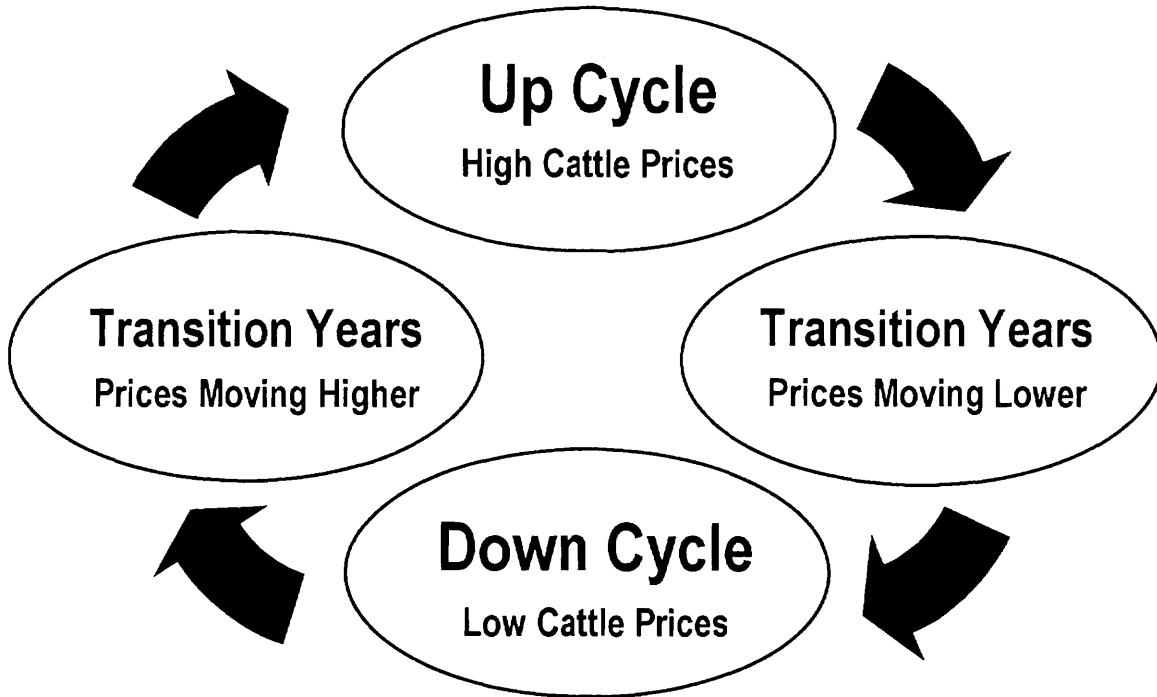 Up Cycle
High Cattle Prices
Transition Years
Prices Moving Higher
Transition Years
Prices Moving Lower
Down Cycle
Low Cattle Prices